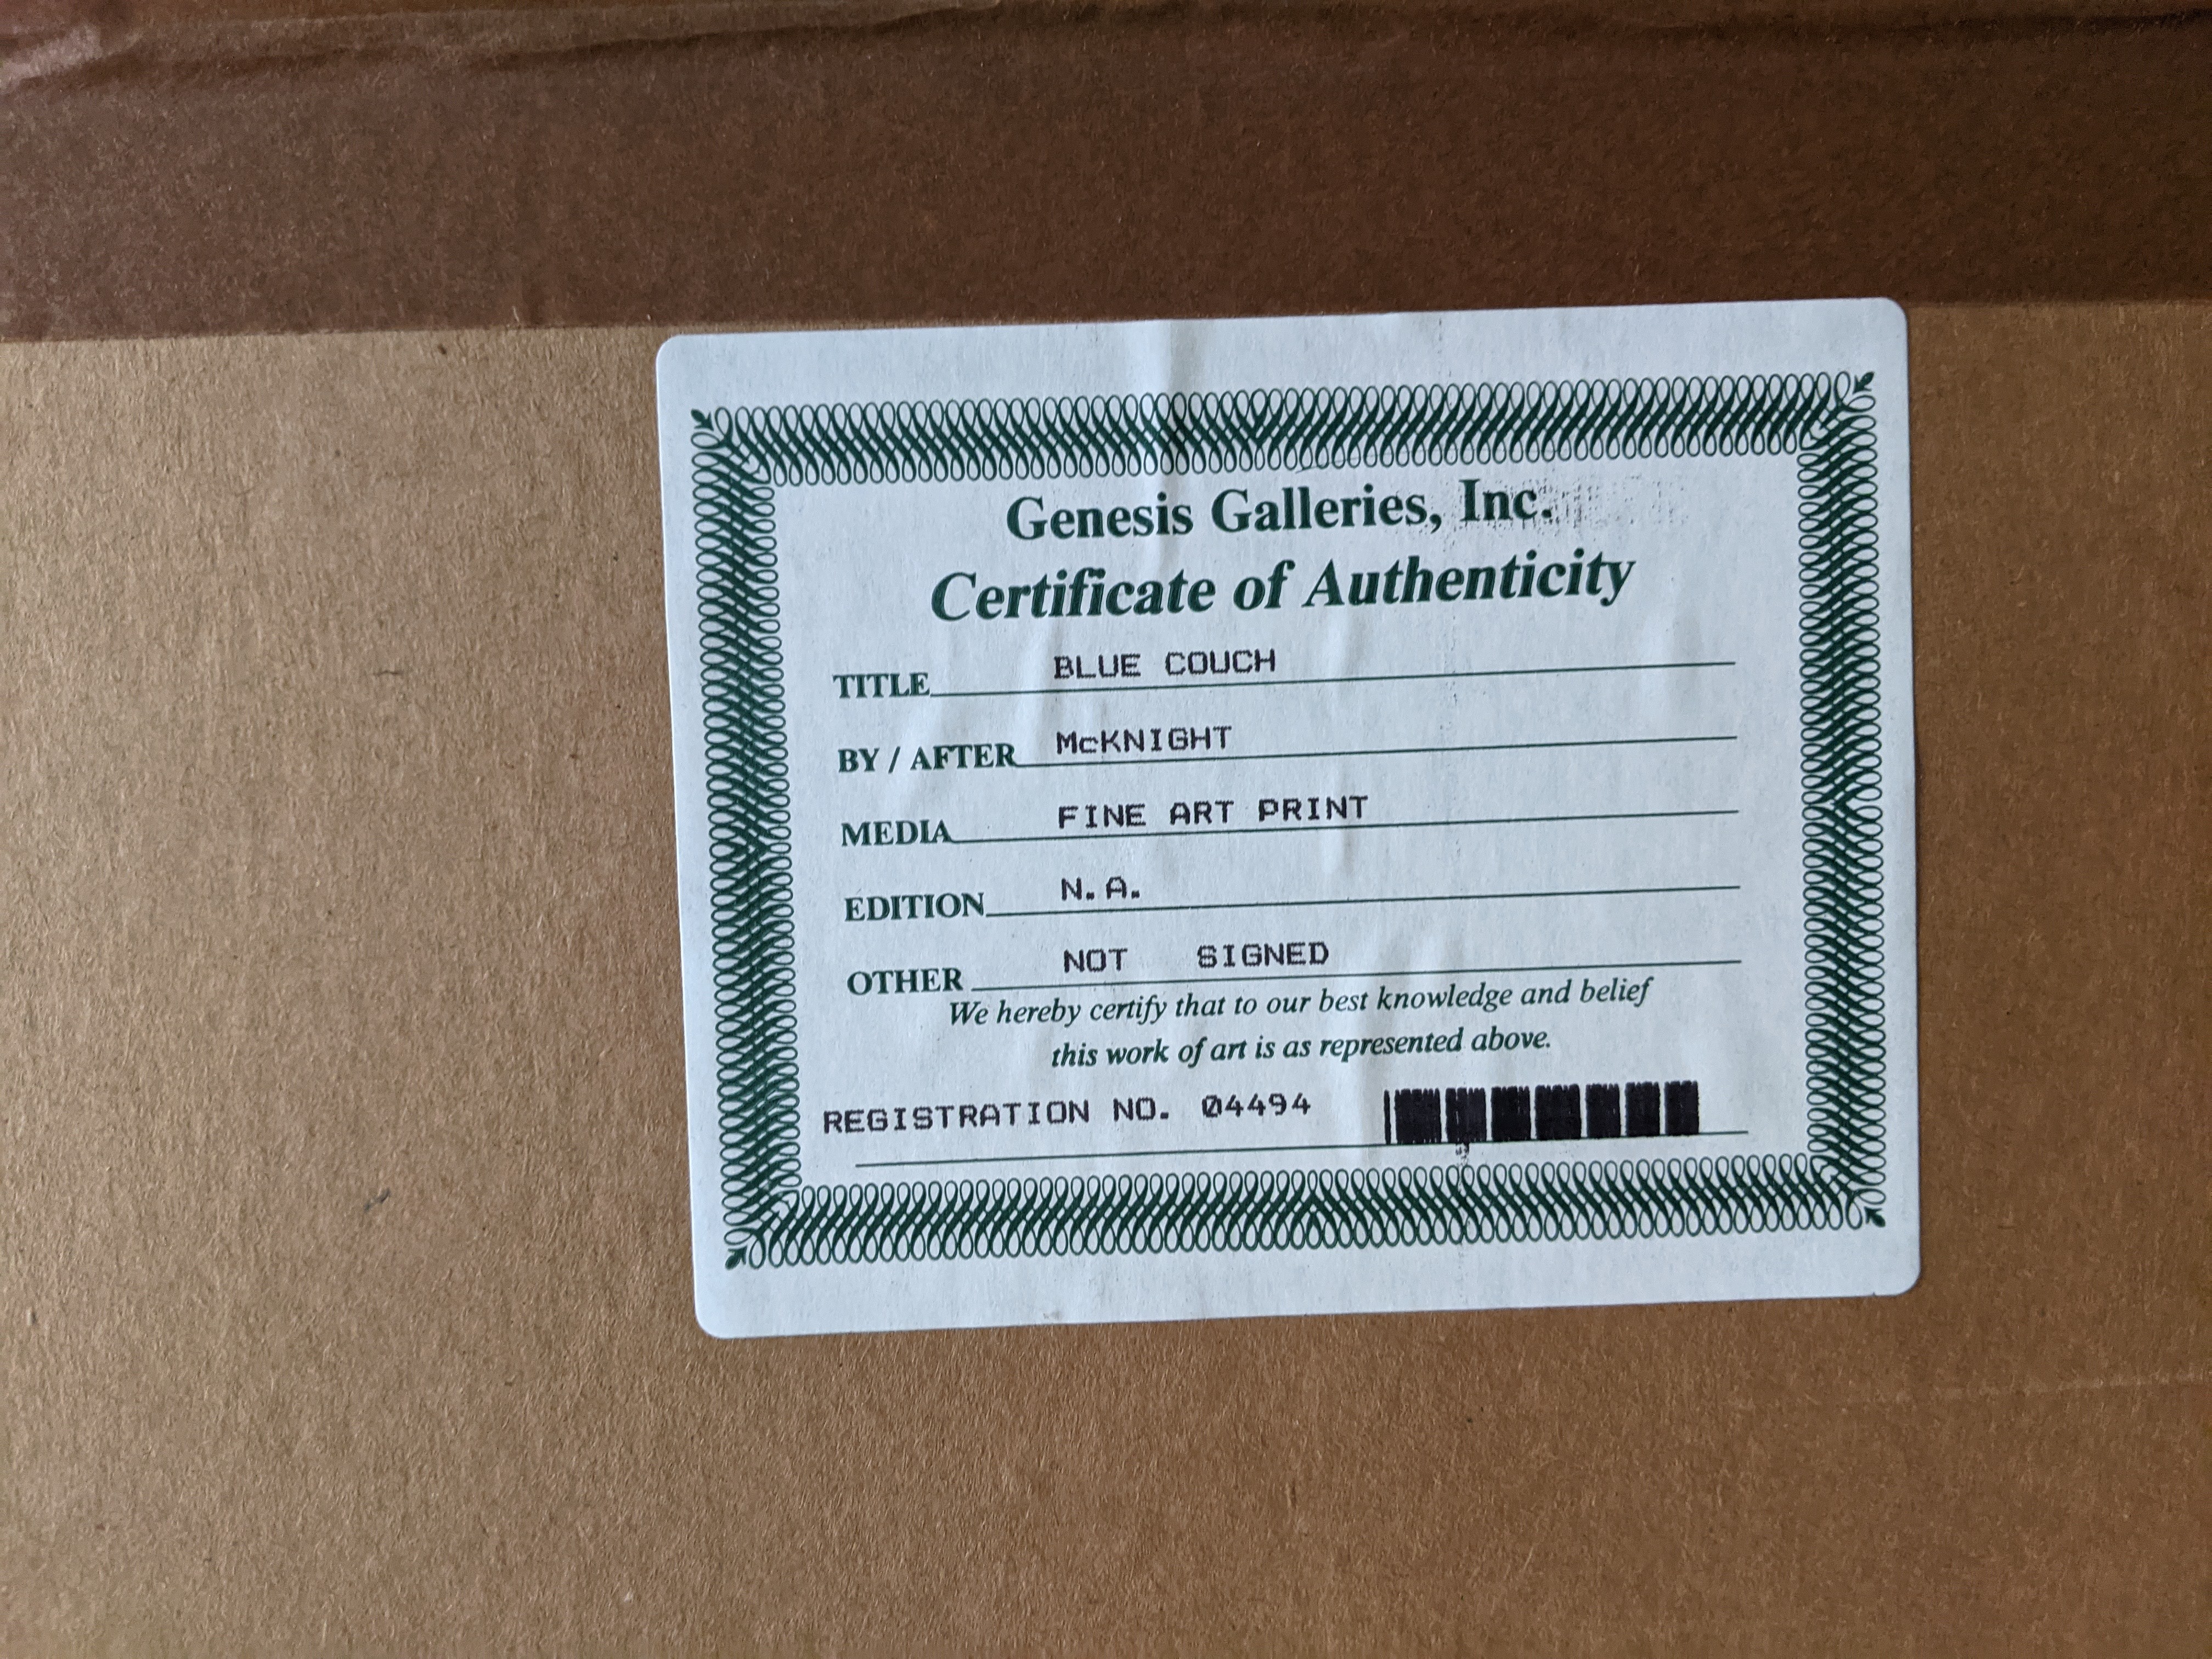 Genesis Galleries, Inc.
Certificate of Authenticity
TITLE BLUE COUCH
BY / AFTER McKNIGHT
MEDIA FINE ART PRINT
EDITION N.A.
OTHER NOT SIGNED
We hereby certify that to our best knowledge and belief
this work of art is as represented above.
REGISTRATION NO. 04494